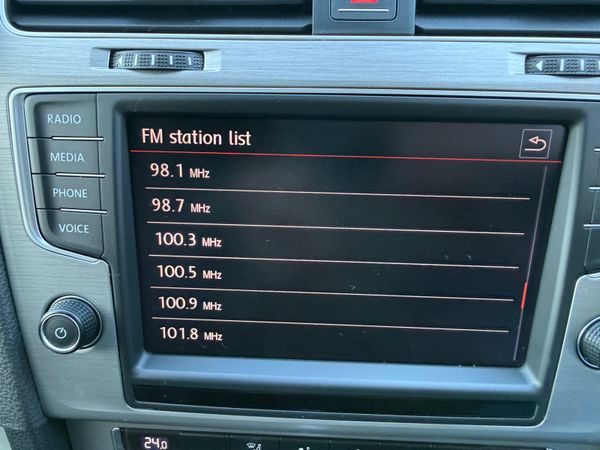 RADIO
MEDIA
PHONE
VOICE
FM station list
98.1 MHz
98.7 MHz
100.3 MHz
100.5 MHz
100.9 MHz
101.8 MHz
24.0